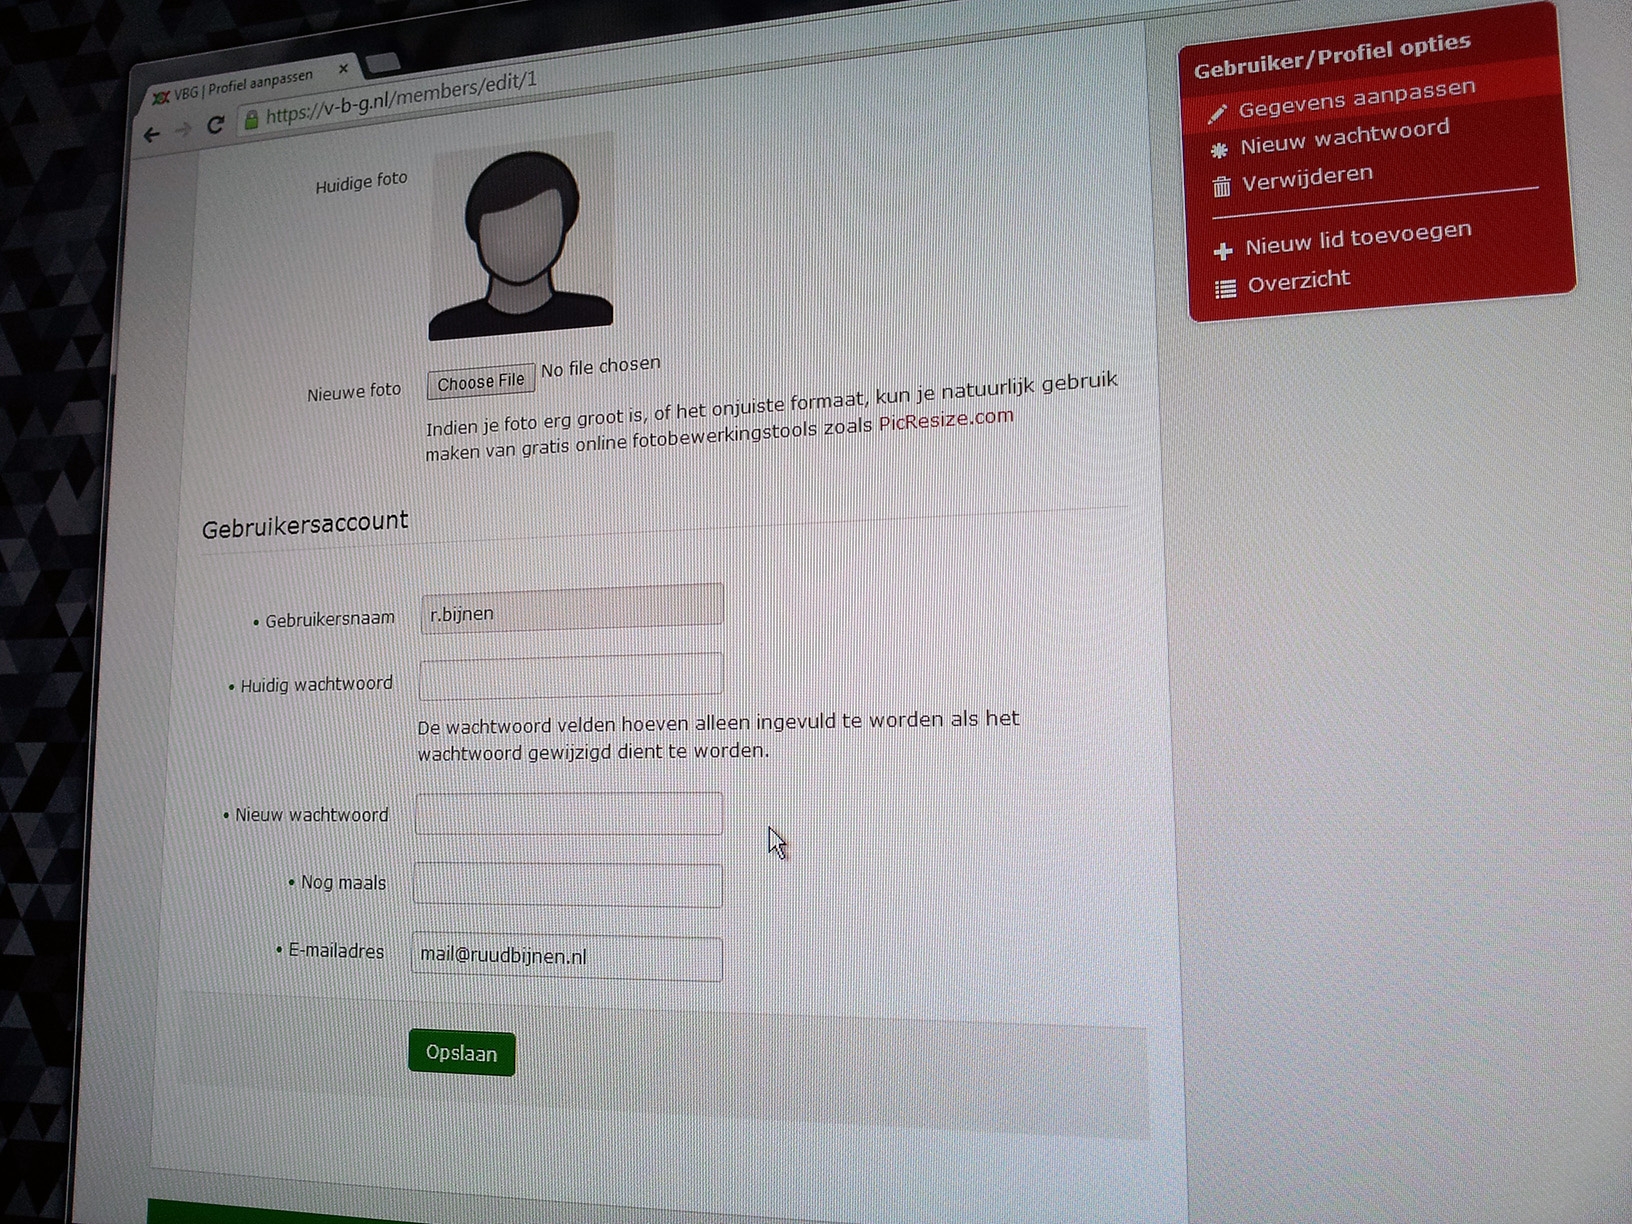 VBG | Profiel aanpassen
https://v-b-g.nl/members/edit/1
Huidige foto
Nieuwe foto
Choose File No file chosen
Indien je foto erg groot is, of het onjuiste formaat, kun je natuurlijk gebruik
maken van gratis online fotobewerkingstools zoals PicResize.com
Gebruikersaccount
• Gebruikersnaam
r.bijnen
• Huidig wachtwoord
De wachtwoord velden hoeven alleen ingevuld te worden als het
wachtwoord gewijzigd dient te worden.
• Nieuw wachtwoord
• Nog maals
• E-mailadres
mail@ruudbijnen.nl
Opslaan
Gebruiker/Profiel opties
Gegevens aanpassen
Nieuw wachtwoord
Verwijderen
Nieuw lid toevoegen
Overzicht